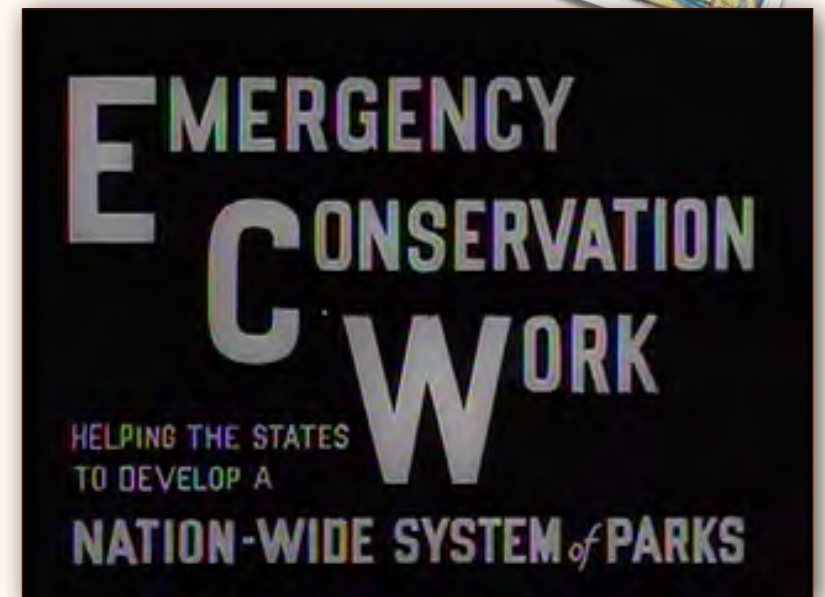 EMERGENCY
CONSERVATION
WORK
HELPING THE STATES
TO DEVELOP A
NATION-WIDE SYSTEM of PARKS